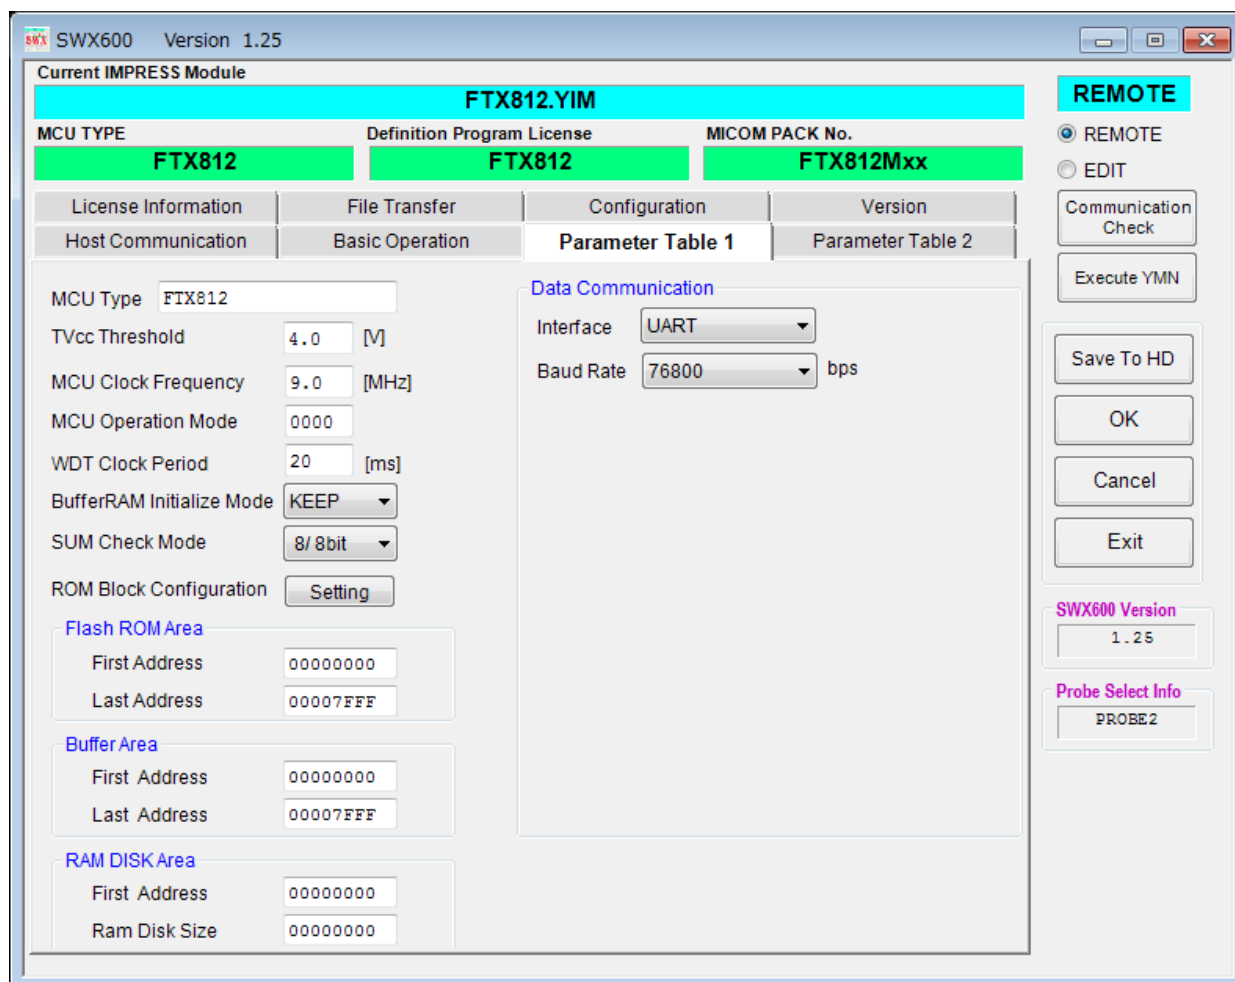 SWX SWX600 Version 1.25
Current IMPRESS Module
FTX812.YIM
MCU TYPE Definition Program License MICOM PACK No.
FTX812 FTX812 FTX812Mxx
License Information File Transfer Configuration Version
Host Communication Basic Operation Parameter Table 1 Parameter Table 2
MCU Type FTX812
TVcc Threshold 4.0 [V]
MCU Clock Frequency 9.0 [MHz]
MCU Operation Mode 0000
WDT Clock Period 20 [ms]
BufferRAM Initialize Mode KEEP
SUM Check Mode 8/ 8bit
ROM Block Configuration Setting
Flash ROM Area
First Address 00000000
Last Address 00007FFF
Buffer Area
First Address 00000000
Last Address 00007FFF
RAM DISK Area
First Address 00000000
Ram Disk Size 00000000
Data Communication
Interface UART
Baud Rate 76800 bps
REMOTE
REMOTE
EDIT
Communication
Check
Execute YMN
Save To HD
OK
Cancel
Exit
SWX600 Version
1.25
Probe Select Info
PROBE2